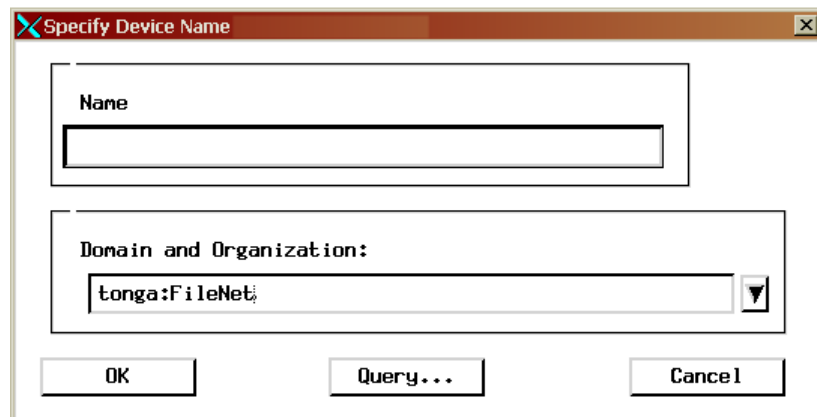 Specify Device Name
Name
Domain and Organization:
tonga:FileNet
OK Query... Cancel